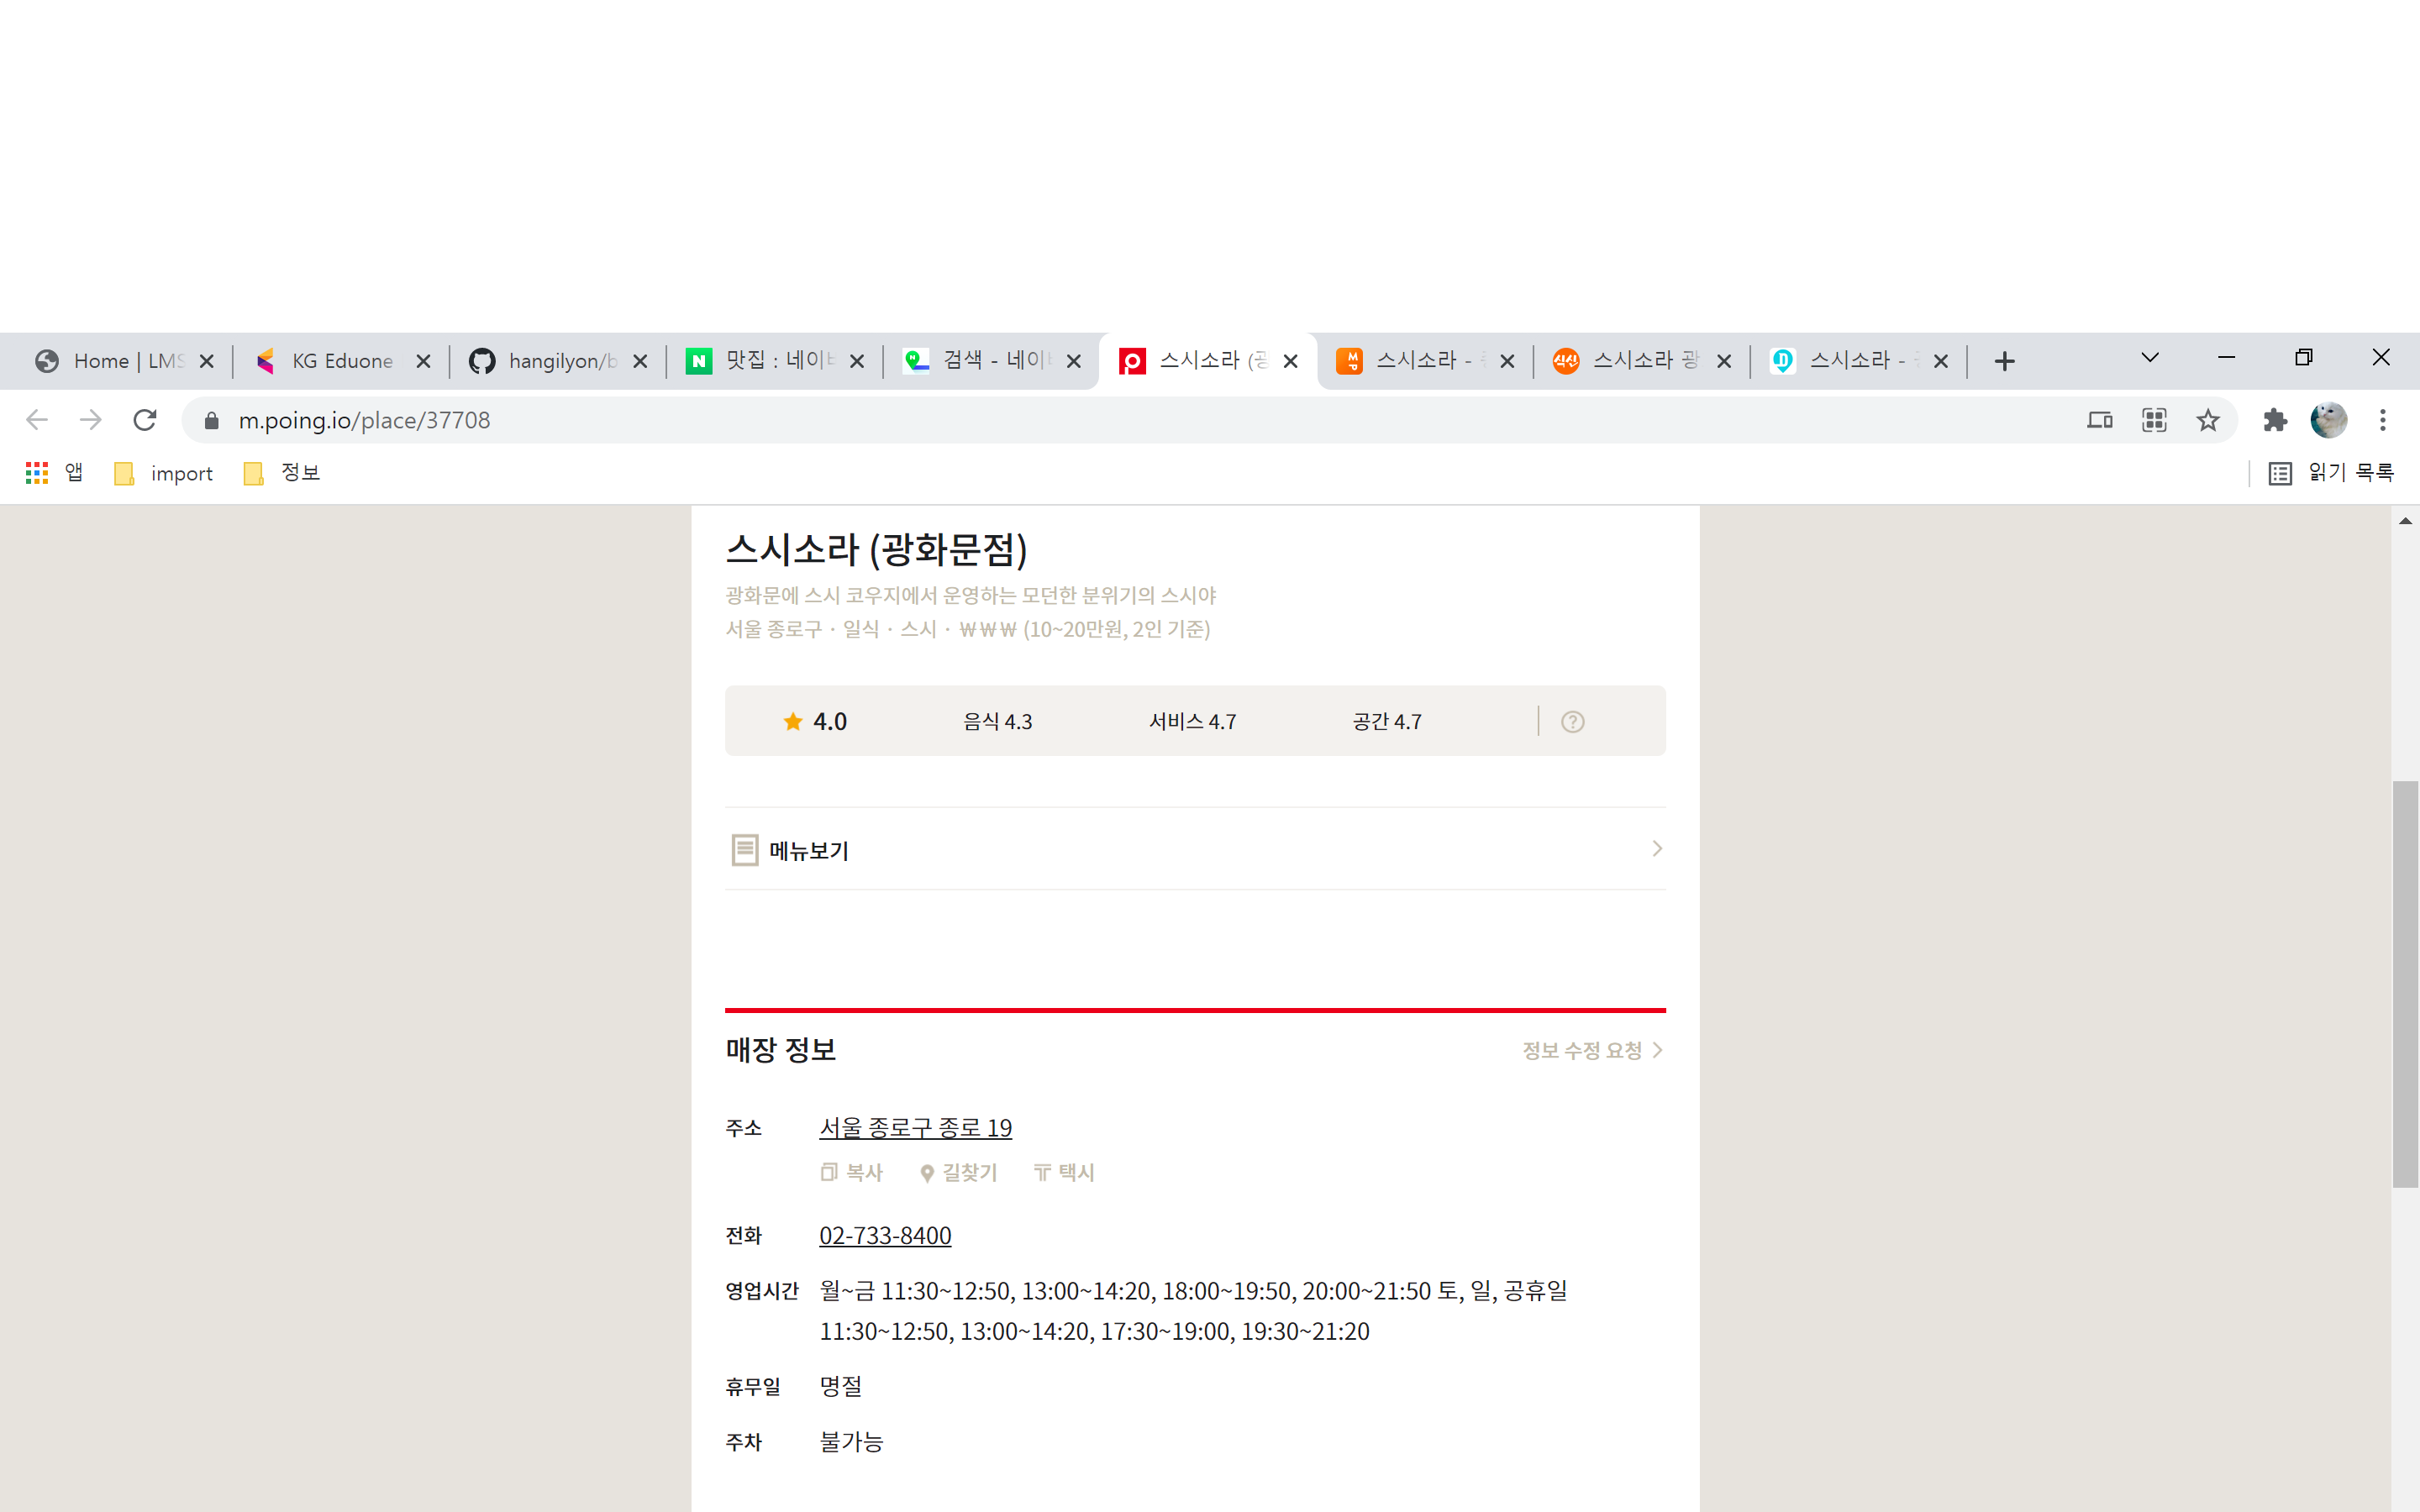 Home | LMS
KG Eduone
hangilyon/b
맛집 : 네이버
검색 - 네이버
스시소라 (광
스시소라 -
스시소라 광
스시소라 -
m.poing.io/place/37708
앱
import
정보
읽기 목록
스시소라 (광화문점)
광화문에 스시 코우지에서 운영하는 모던한 분위기의 스시야
서울 종로구 · 일식 · 스시 · ₩₩₩ (10~20만원, 2인 기준)
4.0 음식 4.3 서비스 4.7 공간 4.7
메뉴보기
매장 정보
정보 수정 요청
주소 서울 종로구 종로 19
복사 길찾기 택시
전화 02-733-8400
영업시간 월~금 11:30~12:50, 13:00~14:20, 18:00~19:50, 20:00~21:50 토, 일, 공휴일
11:30~12:50, 13:00~14:20, 17:30~19:00, 19:30~21:20
휴무일 명절
주차 불가능